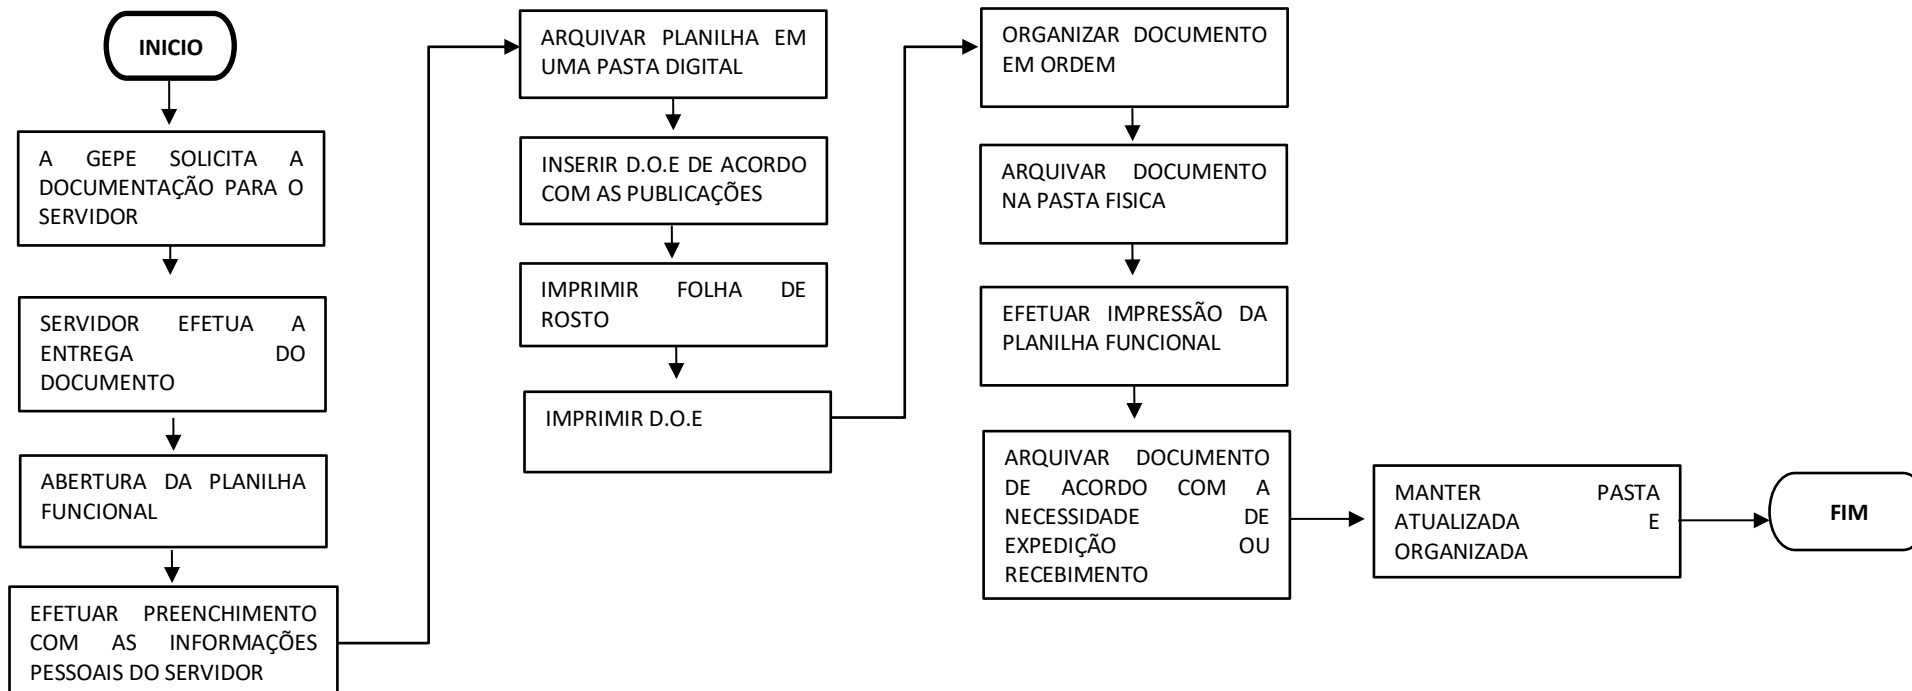 INICIO
A GEPE SOLICITA A
DOCUMENTAÇÃO PARA O
SERVIDOR
SERVIDOR EFETUA A
ENTREGA DO
DOCUMENTO
ABERTURA DA PLANILHA
FUNCIONAL
EFETUAR PREENCHIMENTO
COM AS INFORMAÇÕES
PESSOAIS DO SERVIDOR
ARQUIVAR PLANILHA EM
UMA PASTA DIGITAL
INSERIR D.O.E DE ACORDO
COM AS PUBLICAÇÕES
IMPRIMIR FOLHA DE
ROSTO
IMPRIMIR D.O.E
ORGANIZAR DOCUMENTO
EM ORDEM
ARQUIVAR DOCUMENTO
NA PASTA FISICA
EFETUAR IMPRESSÃO DA
PLANILHA FUNCIONAL
ARQUIVAR DOCUMENTO
DE ACORDO COM A
NECESSIDADE DE
EXPEDIÇÃO OU
RECEBIMENTO
MANTER PASTA
ATUALIZADA E
ORGANIZADA
FIM